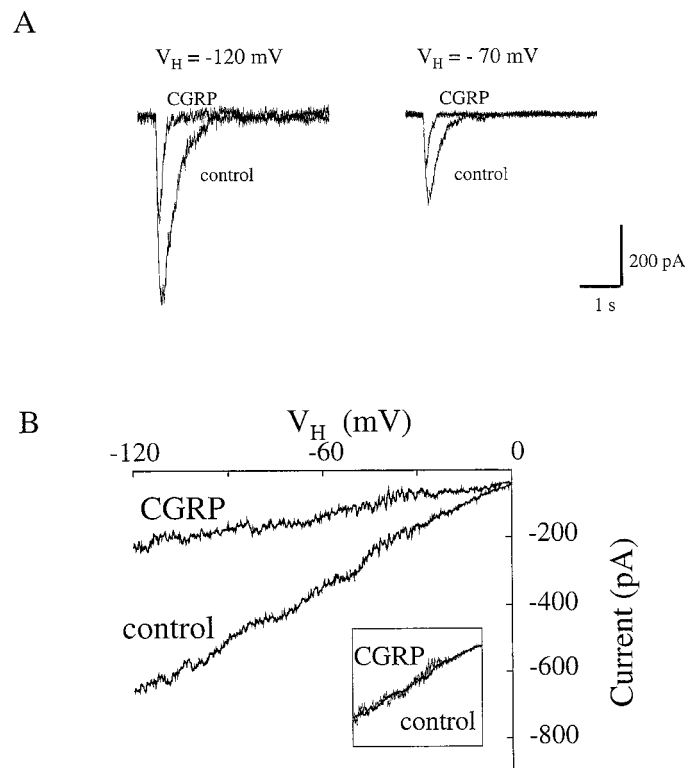 A
V_H = -120 mV
V_H = - 70 mV
CGRP
CGRP
control
control
200 pA
1 s
B
V_H (mV)
-120
-60
0
CGRP
-200
-400
control
-600
CGRP
control
-800
Current (pA)